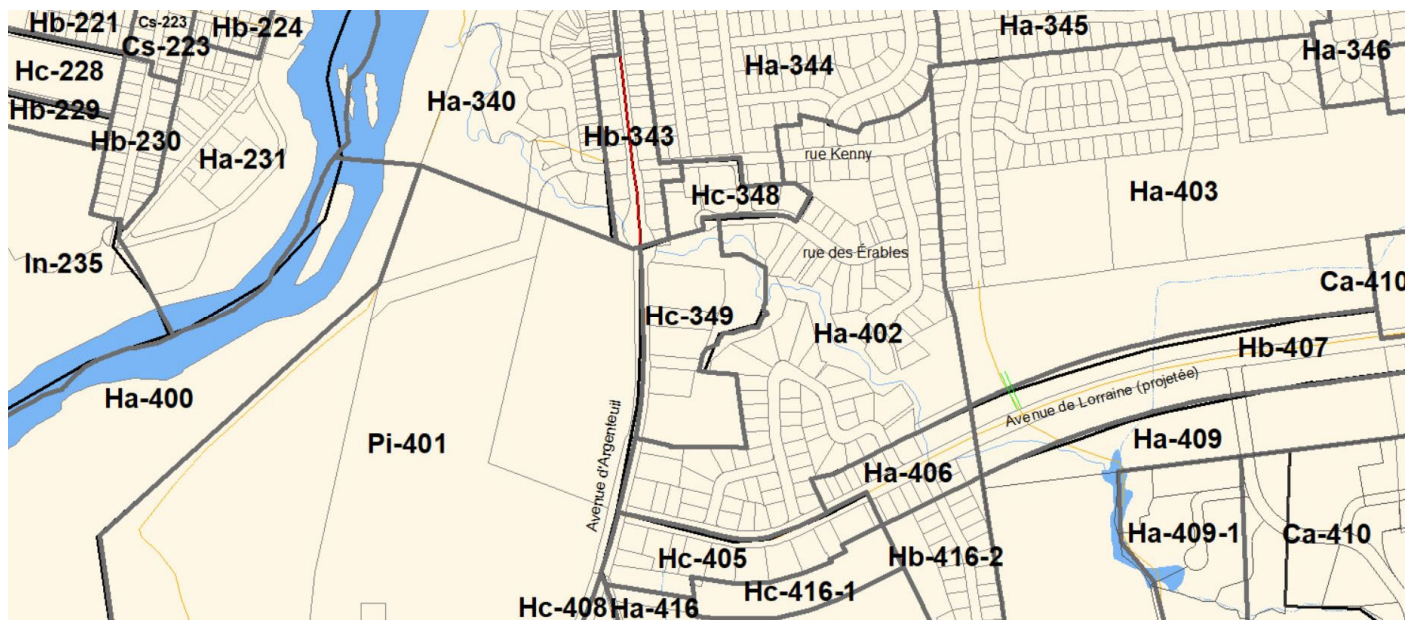 Hb-221
Cs-223
Hb-224
Cs-223
Ha-345
Ha-346
Hc-228
Ha-344
Hb-229
Ha-340
Hb-230
Hb-343
Ha-231
rue Kenny
Hc-348
Ha-403
In-235
rue des Érables
Ca-410
Hc-349
Ha-402
Hb-407
Ha-400
Avenue de Lorraine (projetée)
Pi-401
Avenue d'Argenteuil
Ha-409
Ha-406
Hc-405
Hb-416-2
Ha-409-1
Ca-410
Hc-416-1
Hc-408
Ha-416